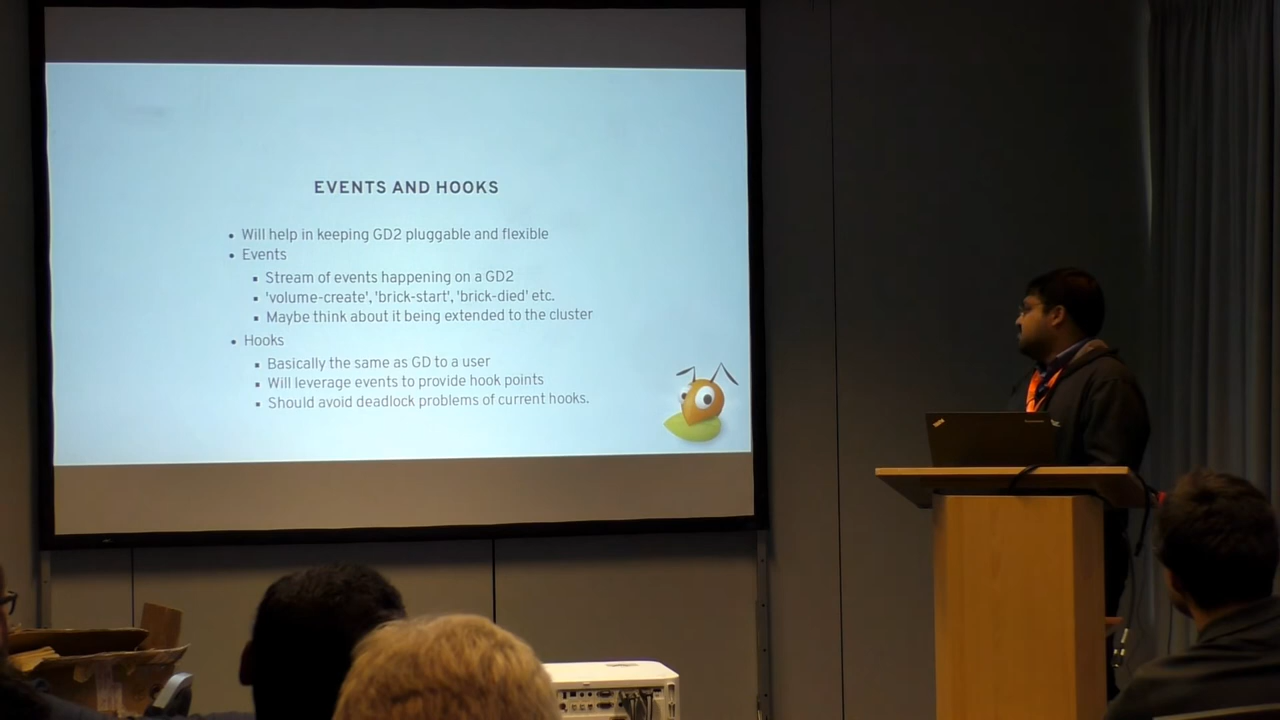 EVENTS AND HOOKS
• Will help in keeping GD2 pluggable and flexible
• Events
▪ Stream of events happening on a GD2
▪ 'volume-create', 'brick-start', 'brick-died' etc.
▪ Maybe think about it being extended to the cluster
• Hooks
▪ Basically the same as GD to a user
▪ Will leverage events to provide hook points
▪ Should avoid deadlock problems of current hooks.